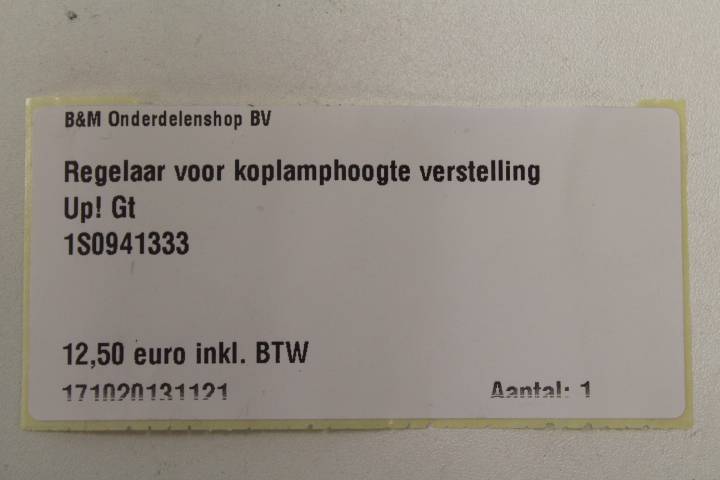 B&M Onderdelenshop BV
Regelaar voor koplamphoogte verstelling
Up! Gt
1S0941333
12,50 euro inkl. BTW
171020131121
Aantal: 1